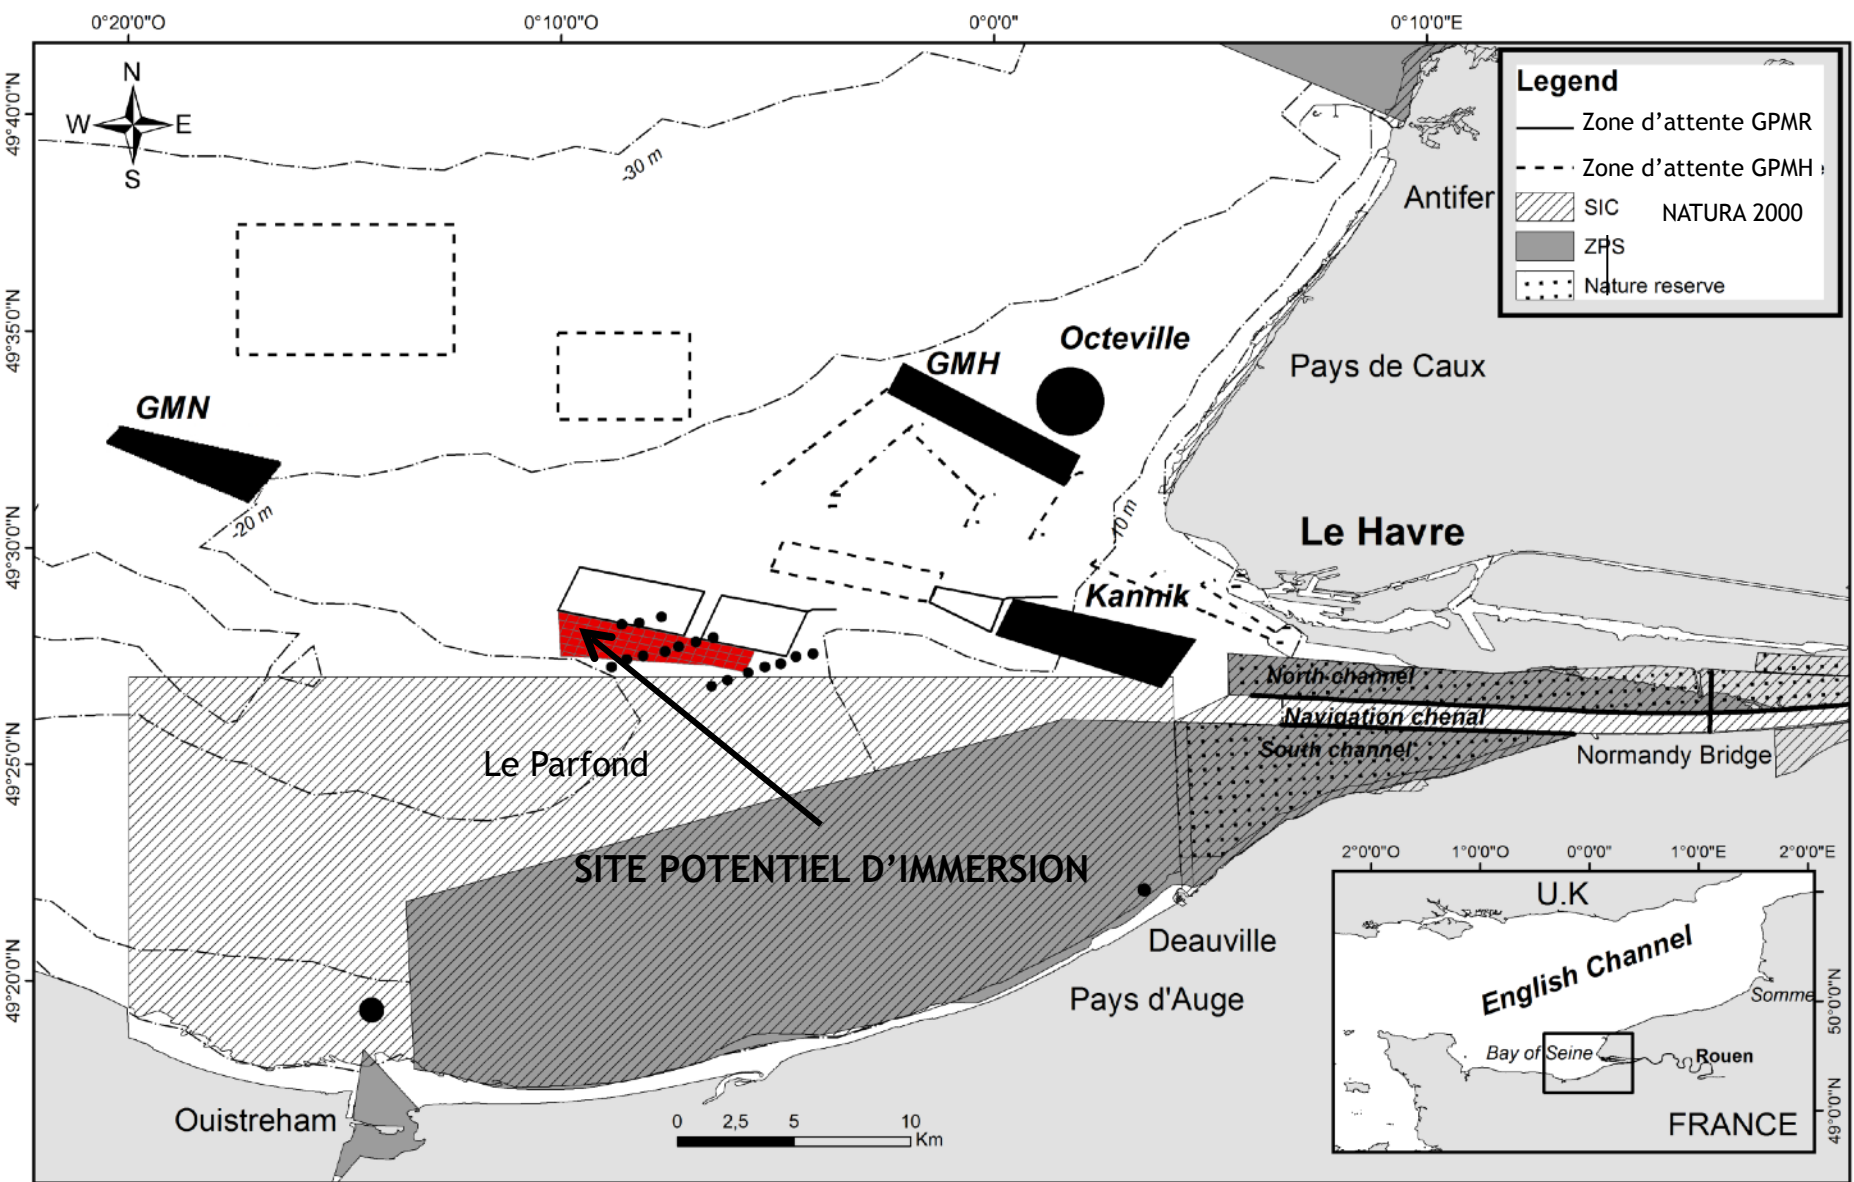 0°20'0"O
0°10'0"O
0°0'0"
0°10'0"E
49°40'0"N
49°35'0"N
49°30'0"N
49°25'0"N
49°20'0"N
N
W
E
S
Legend
Zone d'attente GPMR
Zone d'attente GPMH
SIC
NATURA 2000
ZPS
Nature reserve
-30 m
Antifer
Octeville
GMH
Pays de Caux
GMN
-20 m
-10 m
Le Havre
Kannik
North channel
Navigation chenal
South channel
Normandy Bridge
Le Parfond
SITE POTENTIEL D'IMMERSION
Deauville
Pays d'Auge
Ouistreham
0
2,5
5
10
Km
2°0'0"O
1°0'0"O
0°0'0"
1°0'0"E
2°0'0"E
U.K
English Channel
Somme
Bay of Seine
Rouen
FRANCE
50°0'0"N
49°0'0"N